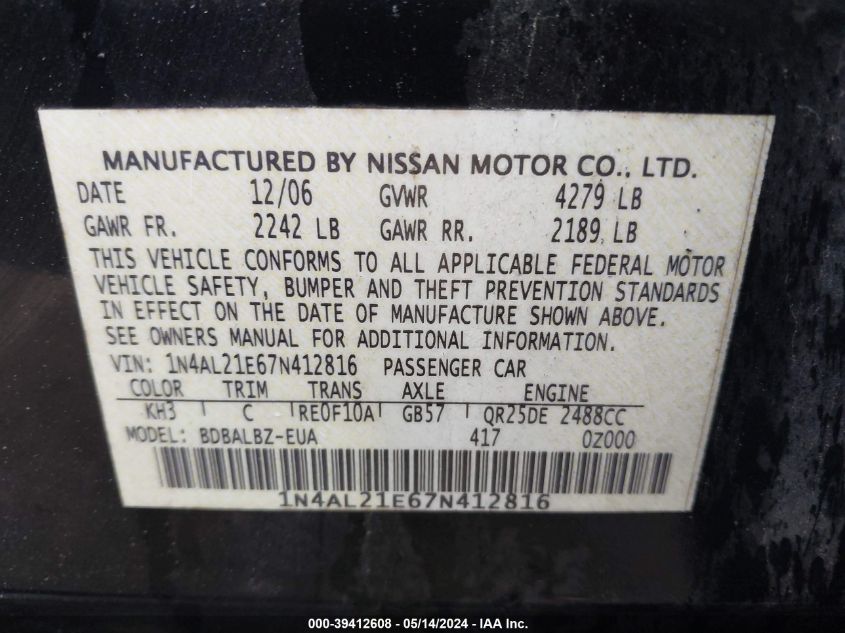 MANUFACTURED BY NISSAN MOTOR CO., LTD.
DATE 12/06 GVWR 4279 LB
GAWR FR. 2242 LB GAWR RR. 2189 LB
THIS VEHICLE CONFORMS TO ALL APPLICABLE FEDERAL MOTOR
VEHICLE SAFETY, BUMPER AND THEFT PREVENTION STANDARDS
IN EFFECT ON THE DATE OF MANUFACTURE SHOWN ABOVE.
SEE OWNERS MANUAL FOR ADDITIONAL INFORMATION.
VIN: 1N4AL21E67N412816 PASSENGER CAR
COLOR TRIM TRANS AXLE ENGINE
KH3 C RE0F10A GB57 QR25DE 2488CC
MODEL: BDBALBZ-EUA 417 0Z000
1N4AL21E67N412816
000-39412608 - 05/14/2024 - IAA Inc.